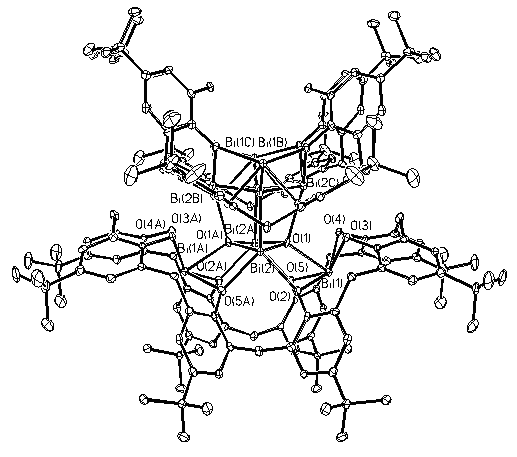 Bi(1C) Bi(1B)
Bi(2C)
Bi(2B)
Bi(2A)
O(4A) O(3A) O(4) O(3)
O(1A) O(1)
Bi(1A)
O(2A) Bi(2) O(5) Bi(1)
O(5A) O(2)